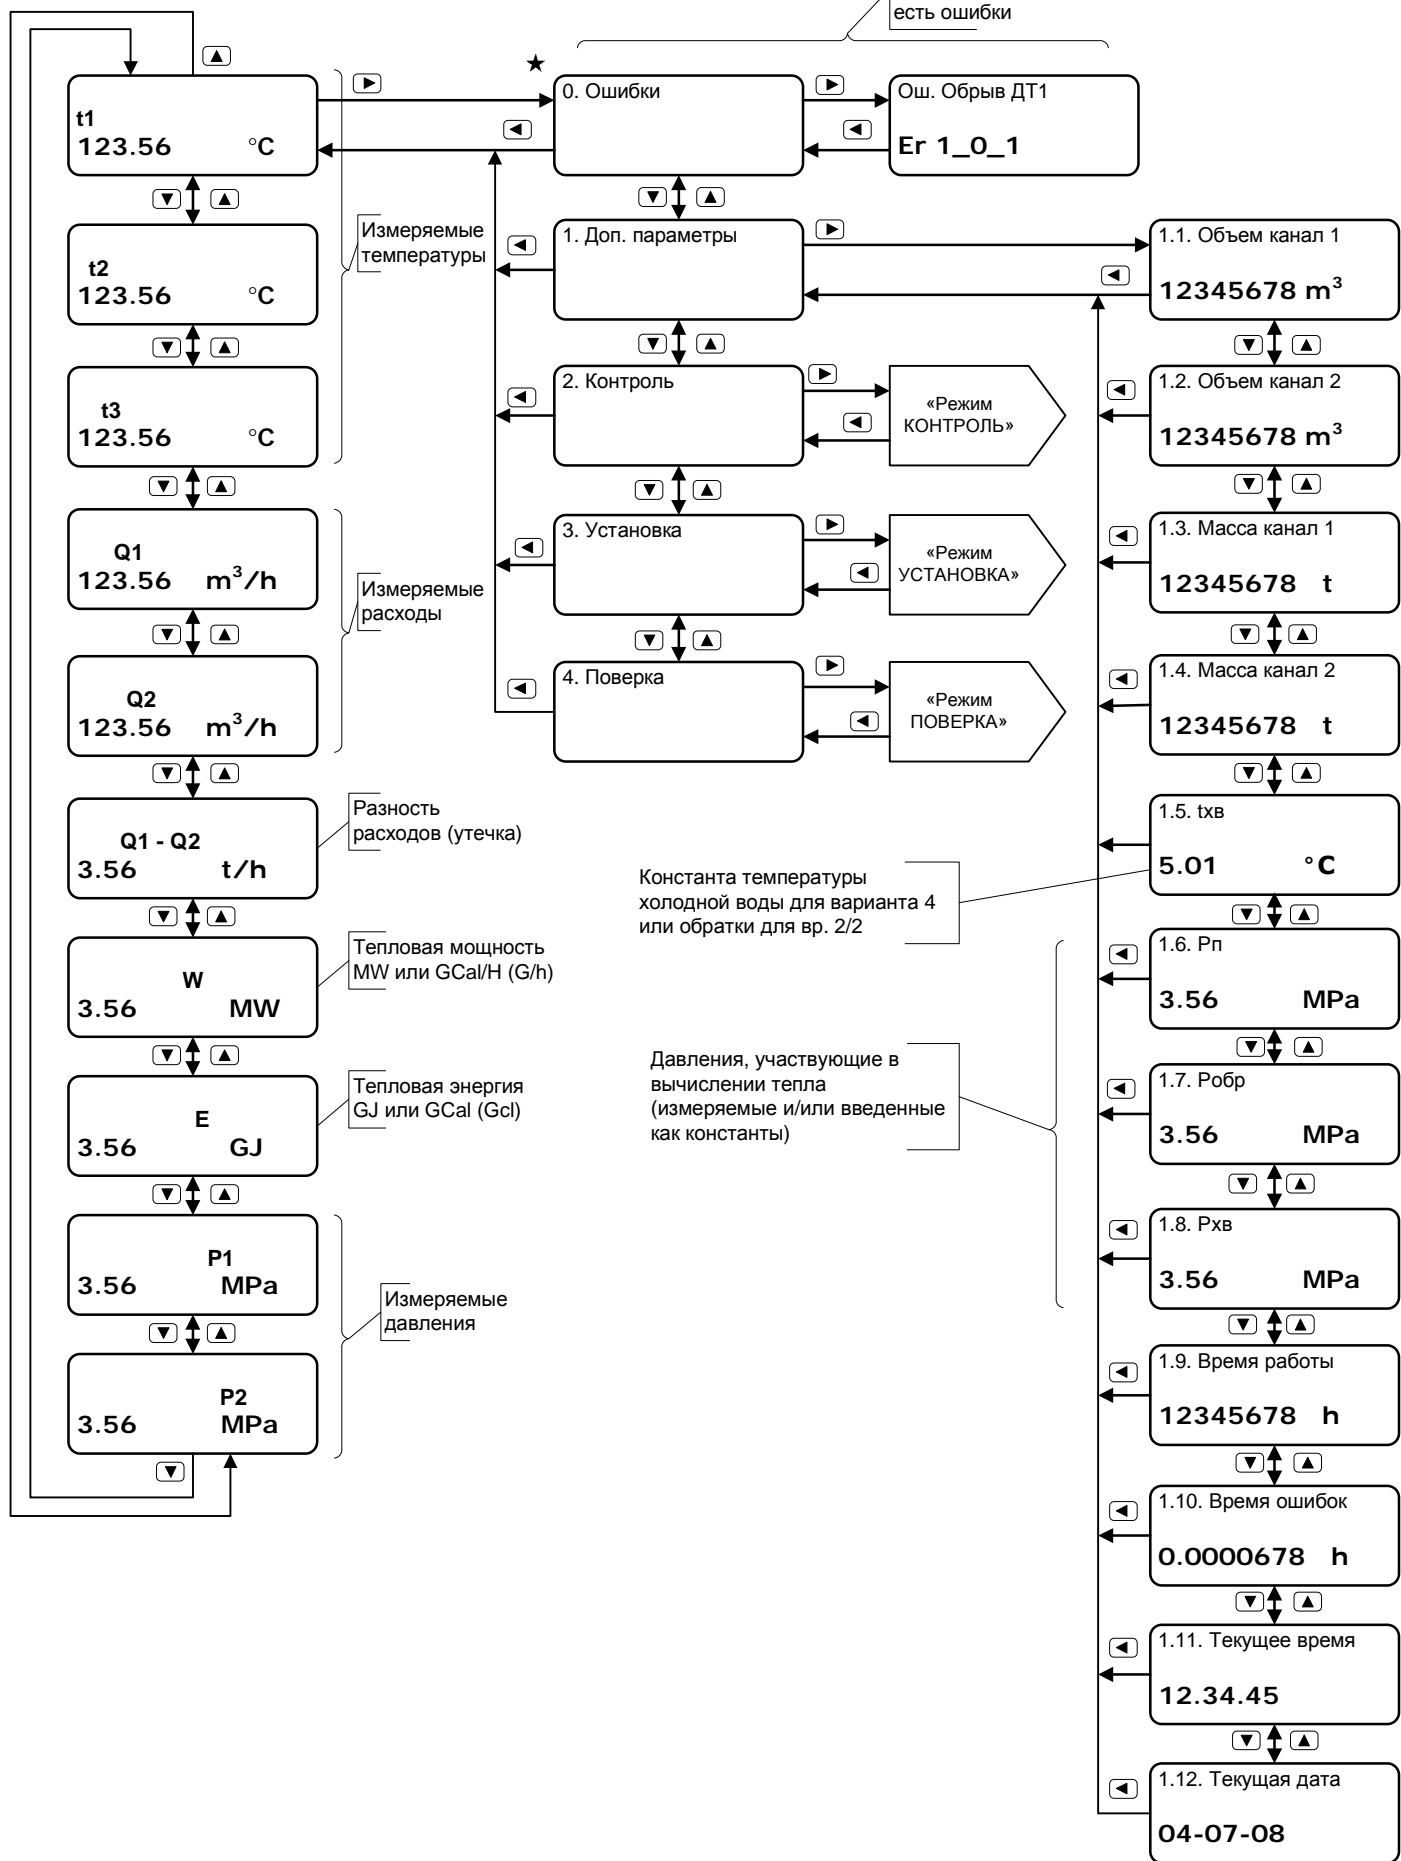 есть ошибки
t1
123.56 °C
t2
123.56 °C
t3
123.56 °C
Измеряемые
температуры
Q1
123.56 m³/h
Q2
123.56 m³/h
Измеряемые
расходы
Q1 - Q2
3.56 t/h
Разность
расходов (утечка)
W
3.56 MW
Тепловая мощность
MW или GCal/H (G/h)
E
3.56 GJ
Тепловая энергия
GJ или GCal (Gcl)
P1
3.56 MPa
P2
3.56 MPa
Измеряемые
давления
★
0. Ошибки
Ош. Обрыв ДТ1
Er 1_0_1
1. Доп. параметры
2. Контроль
«Режим
КОНТРОЛЬ»
3. Установка
«Режим
УСТАНОВКА»
4. Поверка
«Режим
ПОВЕРКА»
Константа температуры
холодной воды для варианта 4
или обратки для вр. 2/2
Давления, участвующие в
вычислении тепла
(измеряемые и/или введенные
как константы)
1.1. Объем канал 1
12345678 m³
1.2. Объем канал 2
12345678 m³
1.3. Масса канал 1
12345678 t
1.4. Масса канал 2
12345678 t
1.5. tхв
5.01 °C
1.6. Рп
3.56 MPa
1.7. Робр
3.56 MPa
1.8. Рхв
3.56 MPa
1.9. Время работы
12345678 h
1.10. Время ошибок
0.0000678 h
1.11. Текущее время
12.34.45
1.12. Текущая дата
04-07-08